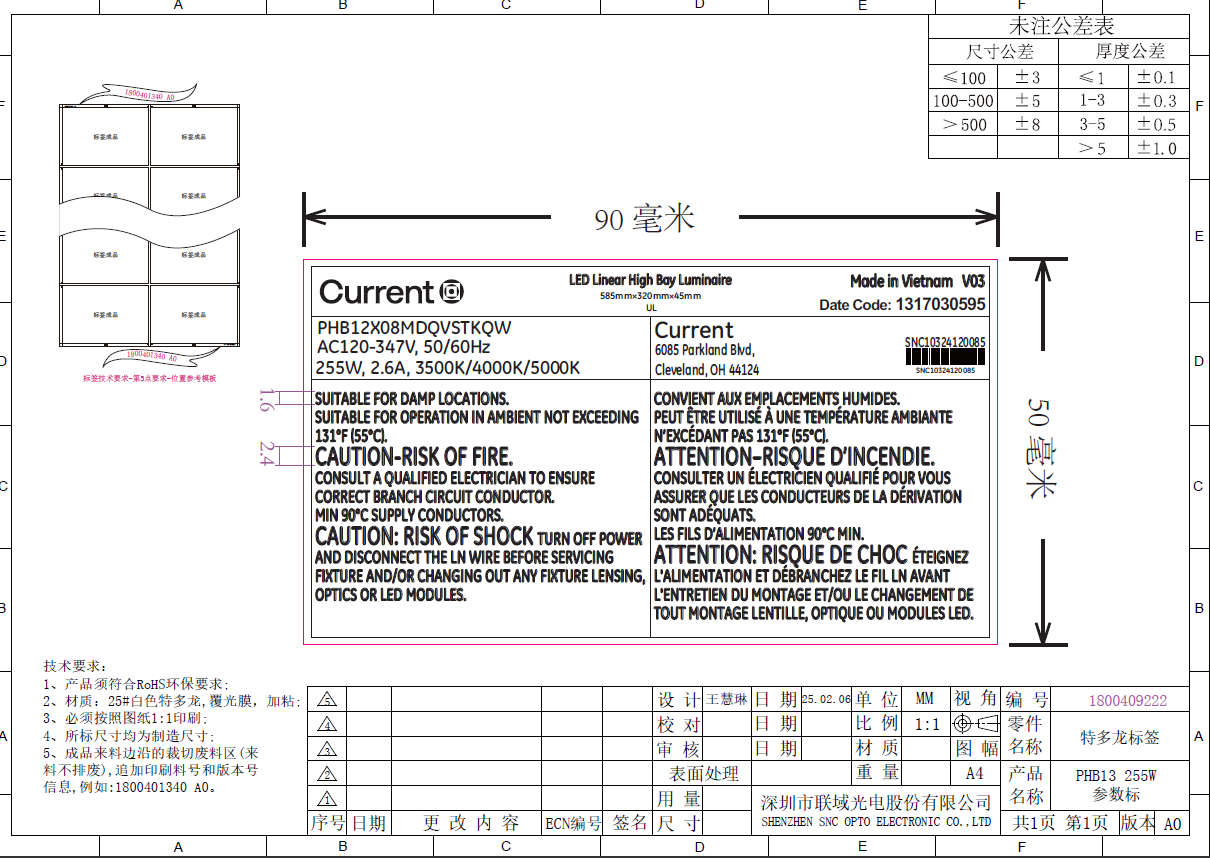 A B C D E F
未注公差表
尺寸公差 厚度公差
≤100 ±3 ≤1 ±0.1
100-500 ±5 1-3 ±0.3
>500 ±8 3-5 ±0.5
>5 ±1.0
1800401340 A0
标签成品 标签成品
标签成品 标签成品
标签成品 标签成品
标签成品 标签成品
1800401340 A0
标签技术要求-第5点要求-位置参考模板
90 毫米
50 毫米
1.6
2.4
Current
LED Linear High Bay Luminaire
585mm×320mm×45mm
UL
Made in Vietnam V03
Date Code: 1317030595
PHB12X08MDQVSTKQW
AC120-347V, 50/60Hz
255W, 2.6A, 3500K/4000K/5000K
Current
6085 Parkland Blvd,
Cleveland, OH 44124
SNC10324120085
SNC10324120085
SUITABLE FOR DAMP LOCATIONS.
SUITABLE FOR OPERATION IN AMBIENT NOT EXCEEDING
131°F (55°C).
CAUTION-RISK OF FIRE.
CONSULT A QUALIFIED ELECTRICIAN TO ENSURE
CORRECT BRANCH CIRCUIT CONDUCTOR.
MIN 90°C SUPPLY CONDUCTORS.
CAUTION: RISK OF SHOCK TURN OFF POWER
AND DISCONNECT THE LN WIRE BEFORE SERVICING
FIXTURE AND/OR CHANGING OUT ANY FIXTURE LENSING,
OPTICS OR LED MODULES.
CONVIENT AUX EMPLACEMENTS HUMIDES.
PEUT ÊTRE UTILISÉ À UNE TEMPÉRATURE AMBIANTE
N'EXCÉDANT PAS 131°F (55°C).
ATTENTION–RISQUE D'INCENDIE.
CONSULTER UN ÉLECTRICIEN QUALIFIÉ POUR VOUS
ASSURER QUE LES CONDUCTEURS DE LA DÉRIVATION
SONT ADÉQUATS.
LES FILS D'ALIMENTATION 90°C MIN.
ATTENTION: RISQUE DE CHOC ÉTEIGNEZ
L'ALIMENTATION ET DÉBRANCHEZ LE FIL LN AVANT
L'ENTRETIEN DU MONTAGE ET/OU LE CHANGEMENT DE
TOUT MONTAGE LENTILLE, OPTIQUE OU MODULES LED.
F F
E E
D D
C C
B B
A A
技术要求:
1、产品须符合RoHS环保要求;
2、材质: 25#白色特多龙,覆光膜, 加粘;
3、必须按照图纸1:1印刷;
4、所标尺寸均为制造尺寸;
5、成品来料边沿的裁切废料区(来
料不排废),追加印刷料号和版本号
信息,例如:1800401340 A0。
5
4
3
2
1
序号 日期 更改内容 ECN编号 签名
设计 王慧琳 日期 25.02.06 单位 MM 视角 编号 1800409222
校对 日期 比例 1:1 零件名称 特多龙标签
审核 日期 材质 图幅
表面处理 重量 A4 产品名称 PHB13 255W
参数标
用量
尺寸
深圳市联域光电股份有限公司
SHENZHEN SNC OPTO ELECTRONIC CO.,LTD
共1页 第1页 版本 A0
A B C D E F